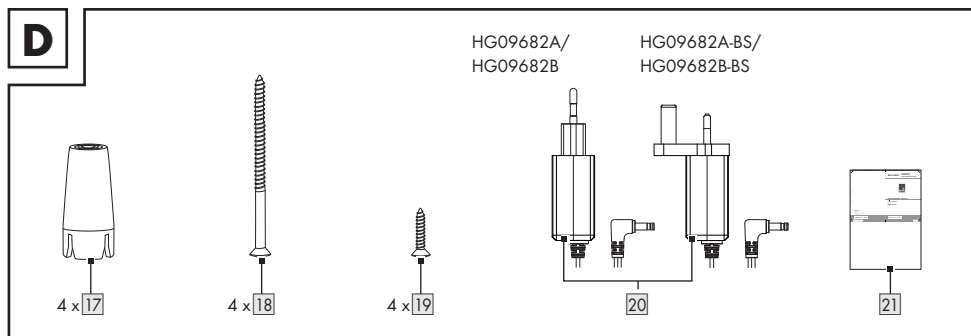 D
HG09682A/
HG09682B
HG09682A-BS/
HG09682B-BS
4 x 17
4 x 18
4 x 19
20
21